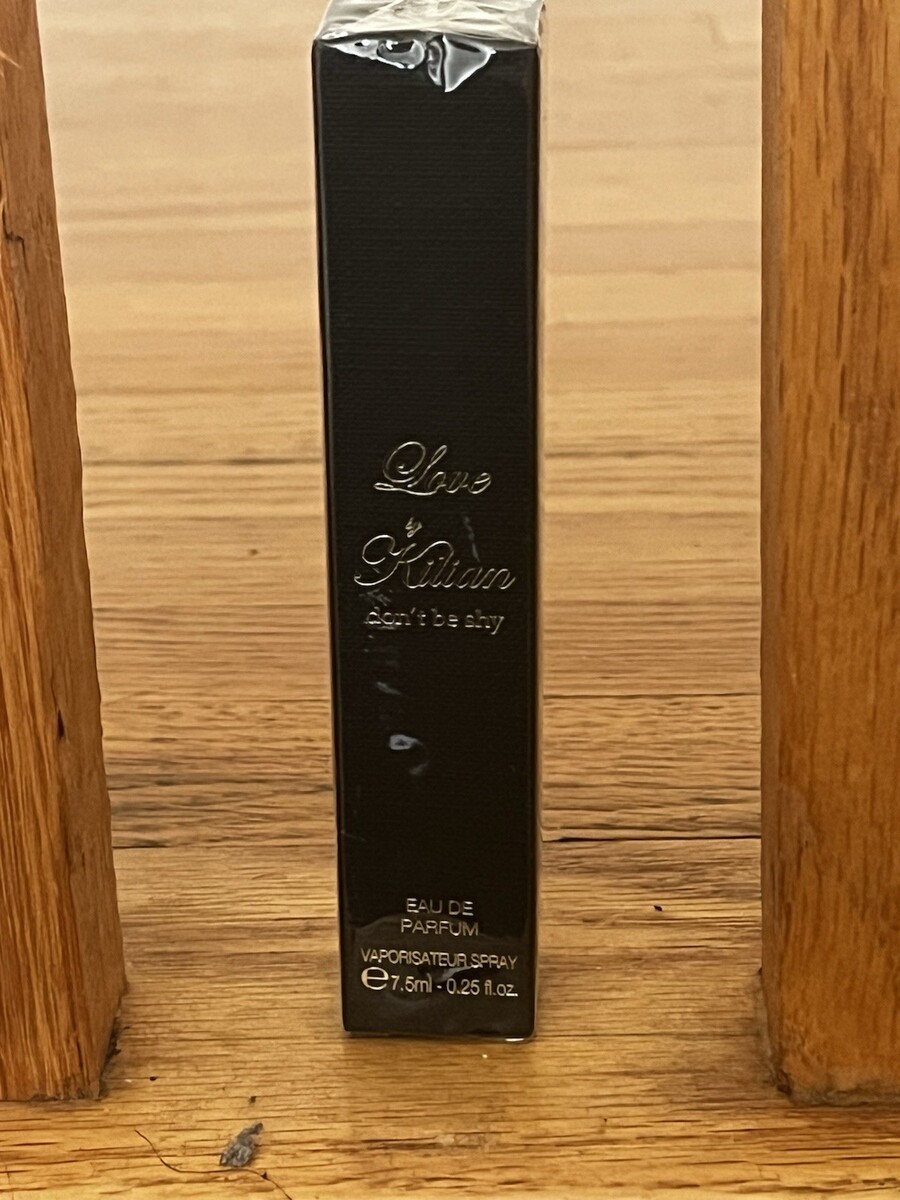 Love
by
Kilian
don't be shy
EAU DE
PARFUM
VAPORISATEUR SPRAY
℮7.5ml - 0.25 fl.oz.